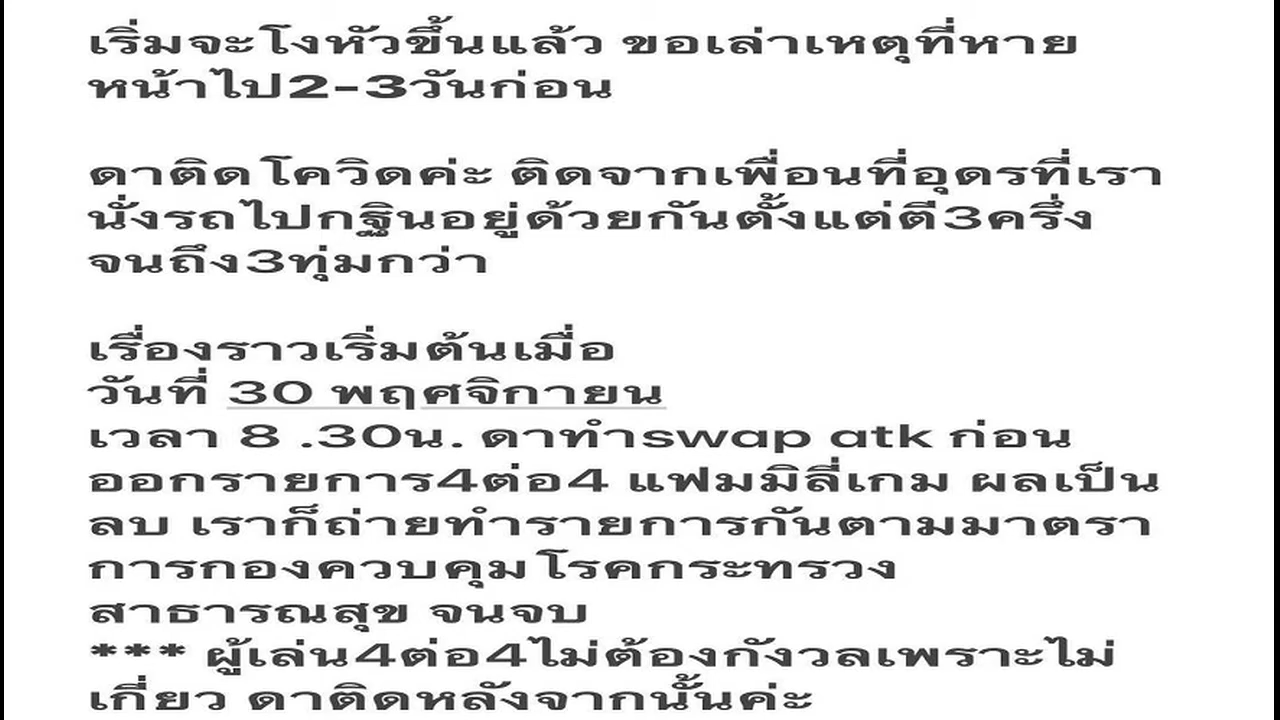 เริ่มจะโงหัวขึ้นแล้ว ขอเล่าเหตุที่หาย
หน้าไป2-3วันก่อน
ดาติดโควิดค่ะ ติดจากเพื่อนที่อุดรที่เรา
นั่งรถไปกฐินอยู่ด้วยกันตั้งแต่ตี3ครึ่ง
จนถึง3ทุ่มกว่า
เรื่องราวเริ่มต้นเมื่อ
วันที่ 30 พฤศจิกายน
เวลา 8 .30น. ดาทำswap atk ก่อน
ออกรายการ4ต่อ4 แฟมมิลี่เกม ผลเป็น
ลบ เราก็ถ่ายทำรายการกันตามมาตรา
การกองควบคุมโรคกระทรวง
สาธารณสุข จนจบ
*** ผู้เล่น4ต่อ4ไม่ต้องกังวลเพราะไม่
เกี่ยว ดาติดหลังจากนั้นค่ะ